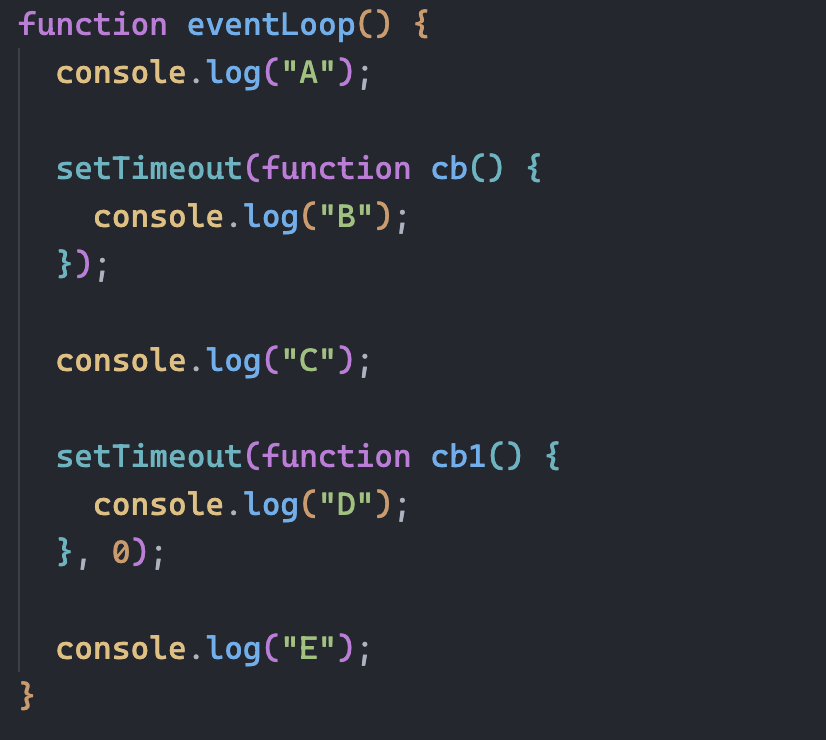 function eventLoop() {
  console.log("A");

  setTimeout(function cb() {
    console.log("B");
  });

  console.log("C");

  setTimeout(function cb1() {
    console.log("D");
  }, 0);

  console.log("E");
}